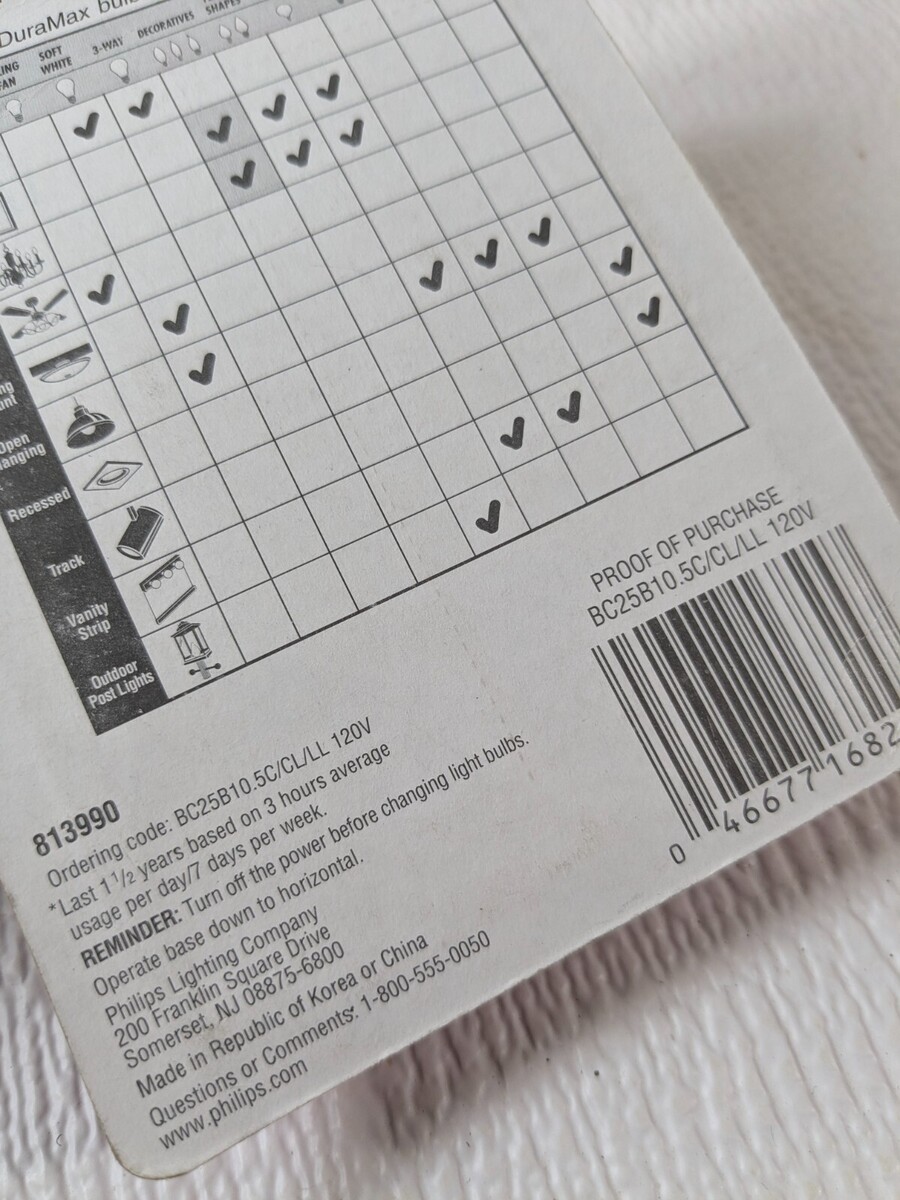 DuraMax
FAN
SOFT
WHITE
3-WAY
DECORATIVES
SHAPES
Open
Recessed
Track
Vanity
Strip
Outdoor
Post Lights
PROOF OF PURCHASE
BC25B10.5C/CL/LL 120V
0 46677 1682
813990
Ordering code: BC25B10.5C/CL/LL 120V
*Last 1 1/2 years based on 3 hours average
usage per day/7 days per week.
REMINDER: Turn off the power before changing light bulbs.
Operate base down to horizontal.
Philips Lighting Company
200 Franklin Square Drive
Somerset, NJ 08875-6800
Made in Republic of Korea or China
Questions or Comments: 1-800-555-0050
www.philips.com